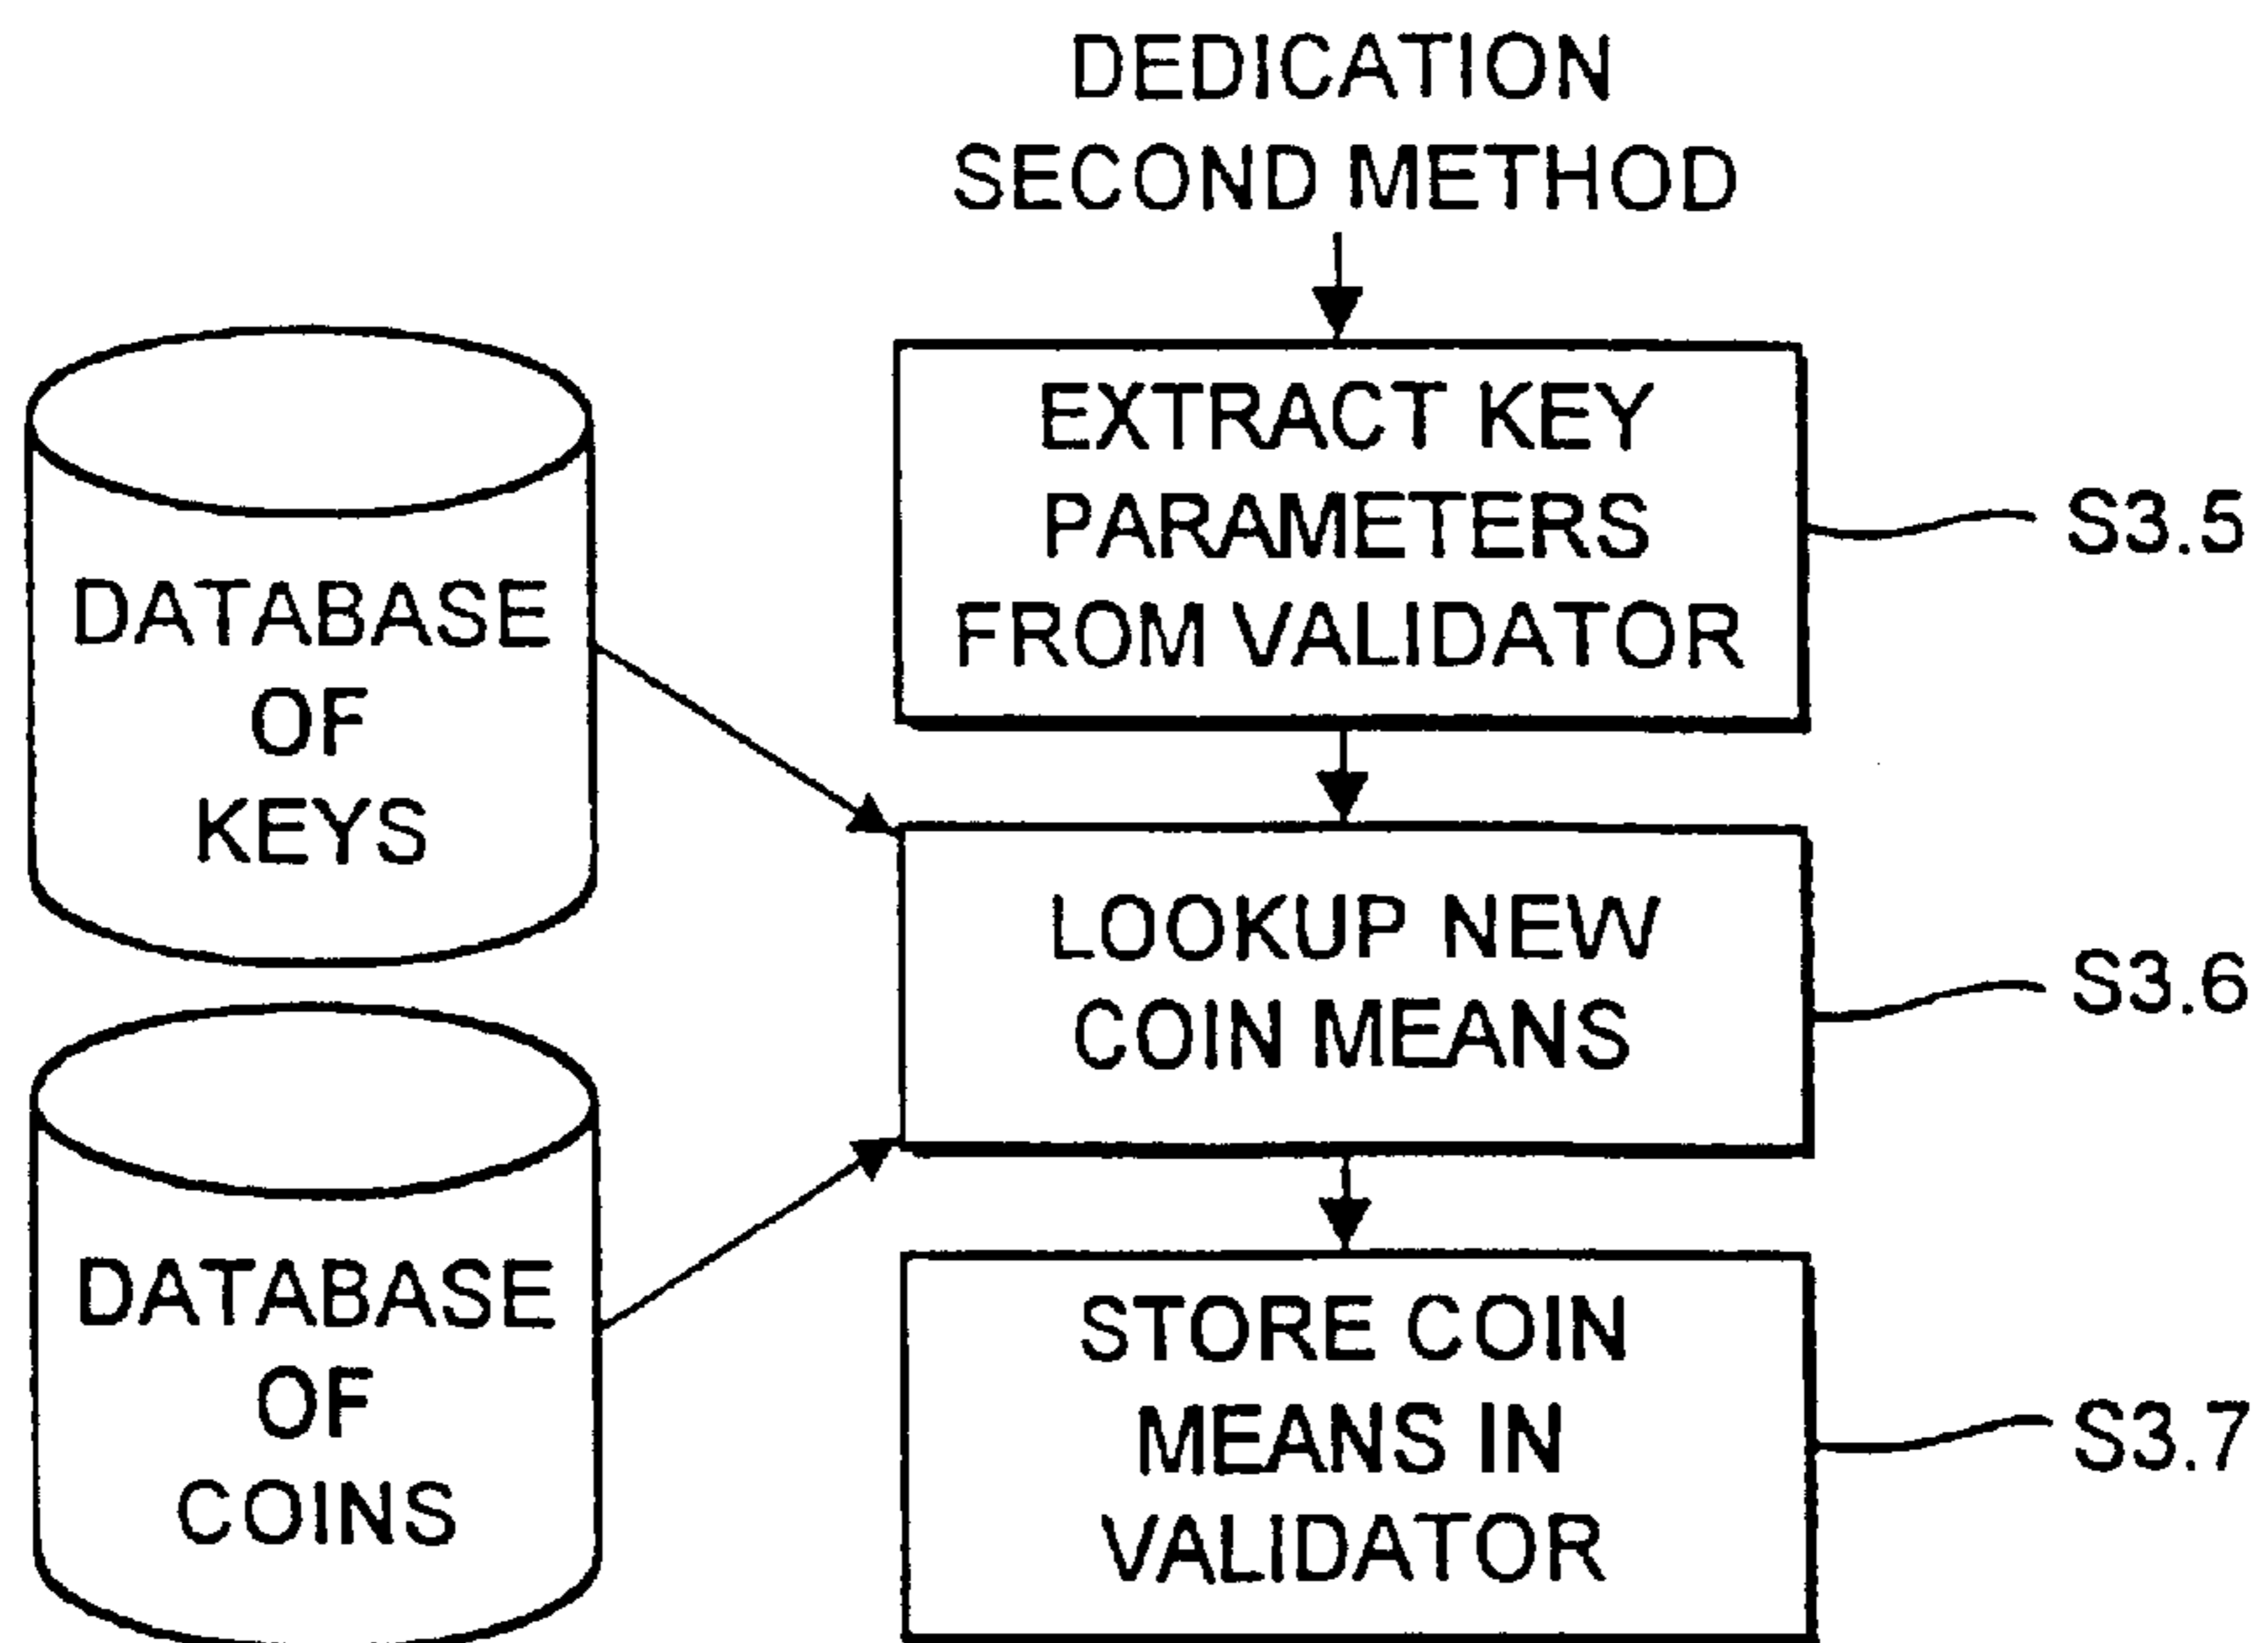 DEDICATION
SECOND METHOD
EXTRACT KEY
PARAMETERS
FROM VALIDATOR
S3.5
DATABASE
OF
KEYS
LOOKUP NEW
COIN MEANS
S3.6
DATABASE
OF
COINS
STORE COIN
MEANS IN
VALIDATOR
S3.7